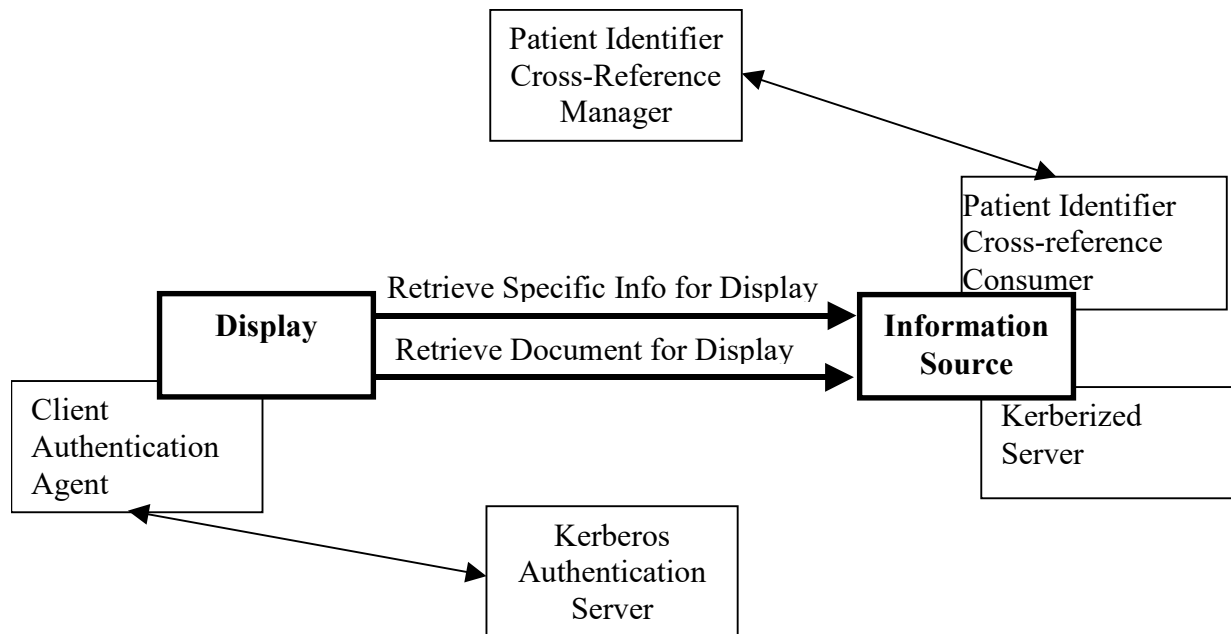 Patient Identifier
Cross-Reference
Manager
Patient Identifier
Cross-reference
Consumer
Retrieve Specific Info for Display
Display
Information
Source
Retrieve Document for Display
Client
Authentication
Agent
Kerberized
Server
Kerberos
Authentication
Server